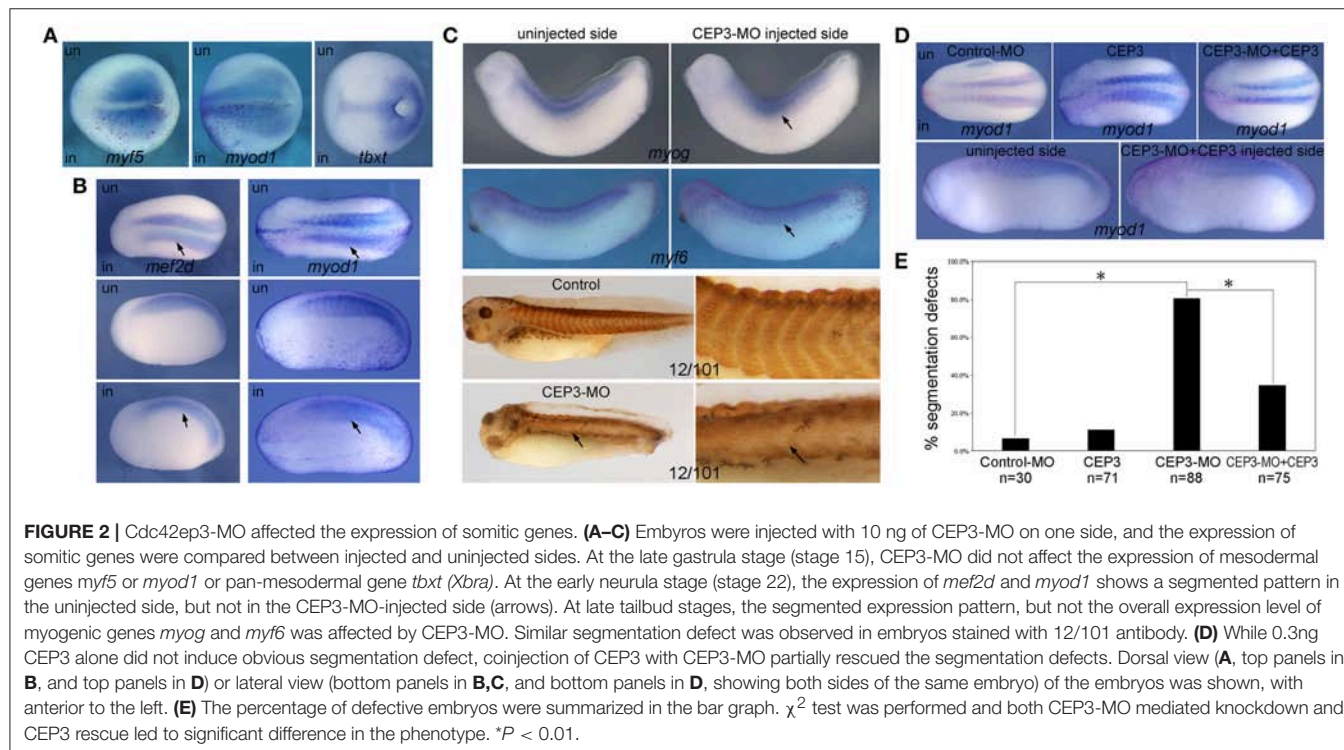 A
un
un
un
in
myf5
in
myod1
in
tbxt
B
un
in
mef2d
un
in
myod1
un
un
in
in
C
uninjected side
CEP3-MO injected side
myog
myf6
Control
12/101
CEP3-MO
12/101
D
un
Control-MO
CEP3
CEP3-MO+CEP3
in
myod1
myod1
myod1
uninjected side
CEP3-MO+CEP3 injected side
myod1
E
% segmentation defects
100.0%
80.0%
60.0%
40.0%
20.0%
0.0%
*
*
Control-MO
n=30
CEP3
n=71
CEP3-MO
n=88
CEP3-MO+CEP3
n=75
FIGURE 2 | Cdc42ep3-MO affected the expression of somitic genes. (A–C) Embyros were injected with 10 ng of CEP3-MO on one side, and the expression of
somitic genes were compared between injected and uninjected sides. At the late gastrula stage (stage 15), CEP3-MO did not affect the expression of mesodermal
genes myf5 or myod1 or pan-mesodermal gene tbxt (Xbra). At the early neurula stage (stage 22), the expression of mef2d and myod1 shows a segmented pattern in
the uninjected side, but not in the CEP3-MO-injected side (arrows). At late tailbud stages, the segmented expression pattern, but not the overall expression level of
myogenic genes myog and myf6 was affected by CEP3-MO. Similar segmentation defect was observed in embryos stained with 12/101 antibody. (D) While 0.3ng
CEP3 alone did not induce obvious segmentation defect, coinjection of CEP3 with CEP3-MO partially rescued the segmentation defects. Dorsal view (A, top panels in
B, and top panels in D) or lateral view (bottom panels in B,C, and bottom panels in D, showing both sides of the same embryo) of the embryos was shown, with
anterior to the left. (E) The percentage of defective embryos were summarized in the bar graph. χ² test was performed and both CEP3-MO mediated knockdown and
CEP3 rescue led to significant difference in the phenotype. *P < 0.01.